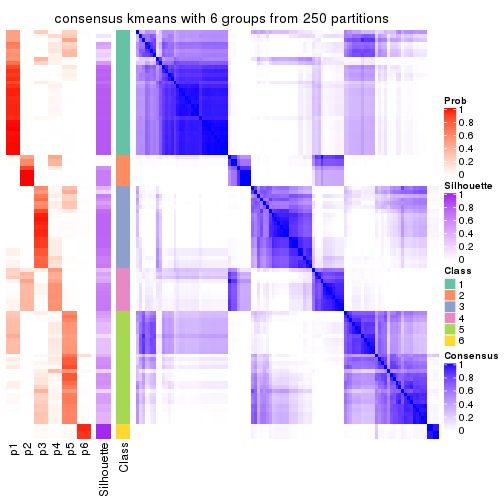 consensus kmeans with 6 groups from 250 partitions
Prob
1
0.8
0.6
0.4
0.2
0
Silhouette
1
0.8
0.6
0.4
0.2
0
Class
1
2
3
4
5
6
Consensus
1
0.8
0.6
0.4
0.2
0
p1
p2
p3
p4
p5
p6
Silhouette
Class